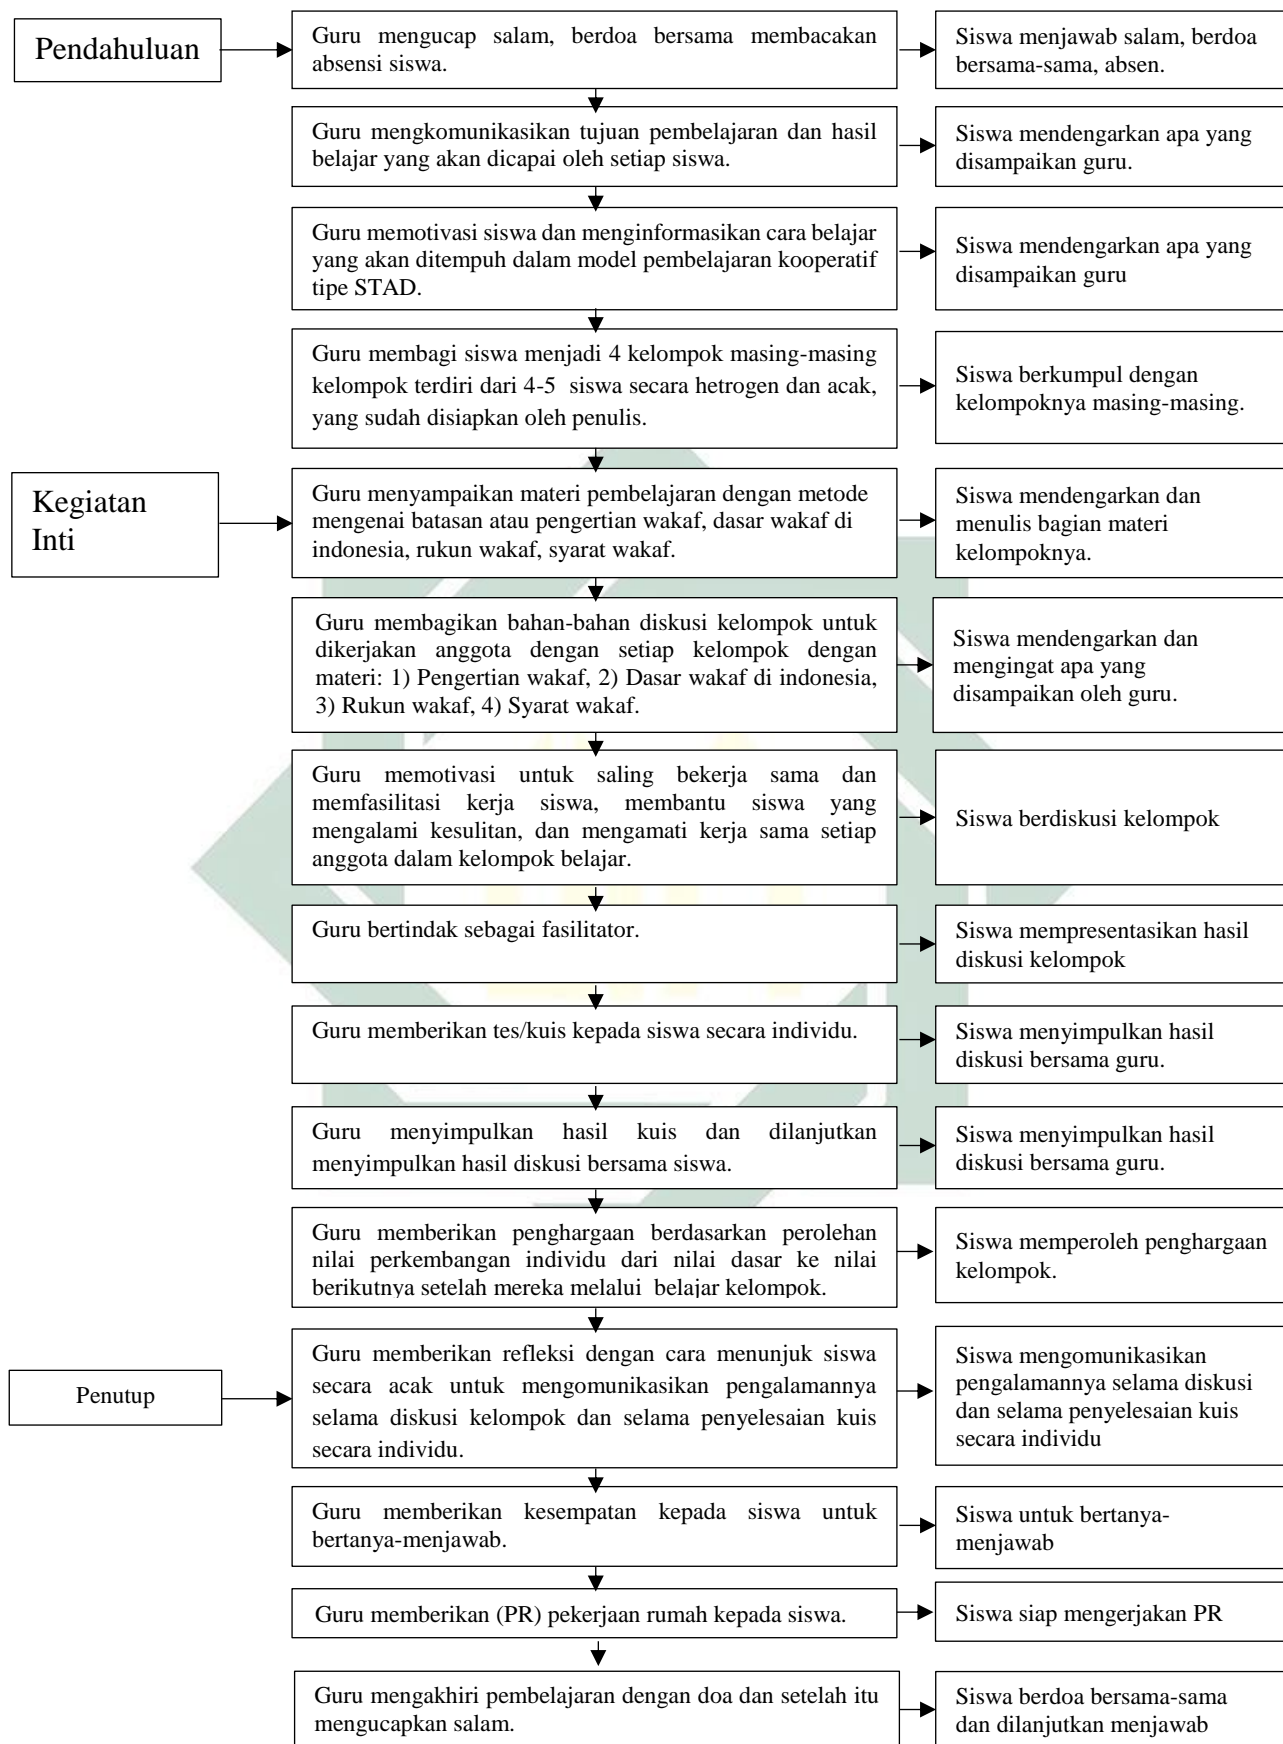 Pendahuluan
Guru mengucap salam, berdoa bersama membacakan
absensi siswa.
Siswa menjawab salam, berdoa
bersama-sama, absen.
Guru mengkomunikasikan tujuan pembelajaran dan hasil
belajar yang akan dicapai oleh setiap siswa.
Siswa mendengarkan apa yang
disampaikan guru.
Guru memotivasi siswa dan menginformasikan cara belajar
yang akan ditempuh dalam model pembelajaran kooperatif
tipe STAD.
Siswa mendengarkan apa yang
disampaikan guru
Guru membagi siswa menjadi 4 kelompok masing-masing
kelompok terdiri dari 4-5 siswa secara hetrogen dan acak,
yang sudah disiapkan oleh penulis.
Siswa berkumpul dengan
kelompoknya masing-masing.
Kegiatan
Inti
Guru menyampaikan materi pembelajaran dengan metode
mengenai batasan atau pengertian wakaf, dasar wakaf di
indonesia, rukun wakaf, syarat wakaf.
Siswa mendengarkan dan
menulis bagian materi
kelompoknya.
Guru membagikan bahan-bahan diskusi kelompok untuk
dikerjakan anggota dengan setiap kelompok dengan
materi: 1) Pengertian wakaf, 2) Dasar wakaf di indonesia,
3) Rukun wakaf, 4) Syarat wakaf.
Siswa mendengarkan dan
mengingat apa yang
disampaikan oleh guru.
Guru memotivasi untuk saling bekerja sama dan
memfasilitasi kerja siswa, membantu siswa yang
mengalami kesulitan, dan mengamati kerja sama setiap
anggota dalam kelompok belajar.
Siswa berdiskusi kelompok
Guru bertindak sebagai fasilitator.
Siswa mempresentasikan hasil
diskusi kelompok
Guru memberikan tes/kuis kepada siswa secara individu.
Siswa menyimpulkan hasil
diskusi bersama guru.
Guru menyimpulkan hasil kuis dan dilanjutkan
menyimpulkan hasil diskusi bersama siswa.
Siswa menyimpulkan hasil
diskusi bersama guru.
Guru memberikan penghargaan berdasarkan perolehan
nilai perkembangan individu dari nilai dasar ke nilai
berikutnya setelah mereka melalui belajar kelompok.
Siswa memperoleh penghargaan
kelompok.
Penutup
Guru memberikan refleksi dengan cara menunjuk siswa
secara acak untuk mengomunikasikan pengalamannya
selama diskusi kelompok dan selama penyelesaian kuis
secara individu.
Siswa mengomunikasikan
pengalamannya selama diskusi
dan selama penyelesaian kuis
secara individu
Guru memberikan kesempatan kepada siswa untuk
bertanya-menjawab.
Siswa untuk bertanya-
menjawab
Guru memberikan (PR) pekerjaan rumah kepada siswa.
Siswa siap mengerjakan PR
Guru mengakhiri pembelajaran dengan doa dan setelah itu
mengucapkan salam.
Siswa berdoa bersama-sama
dan dilanjutkan menjawab